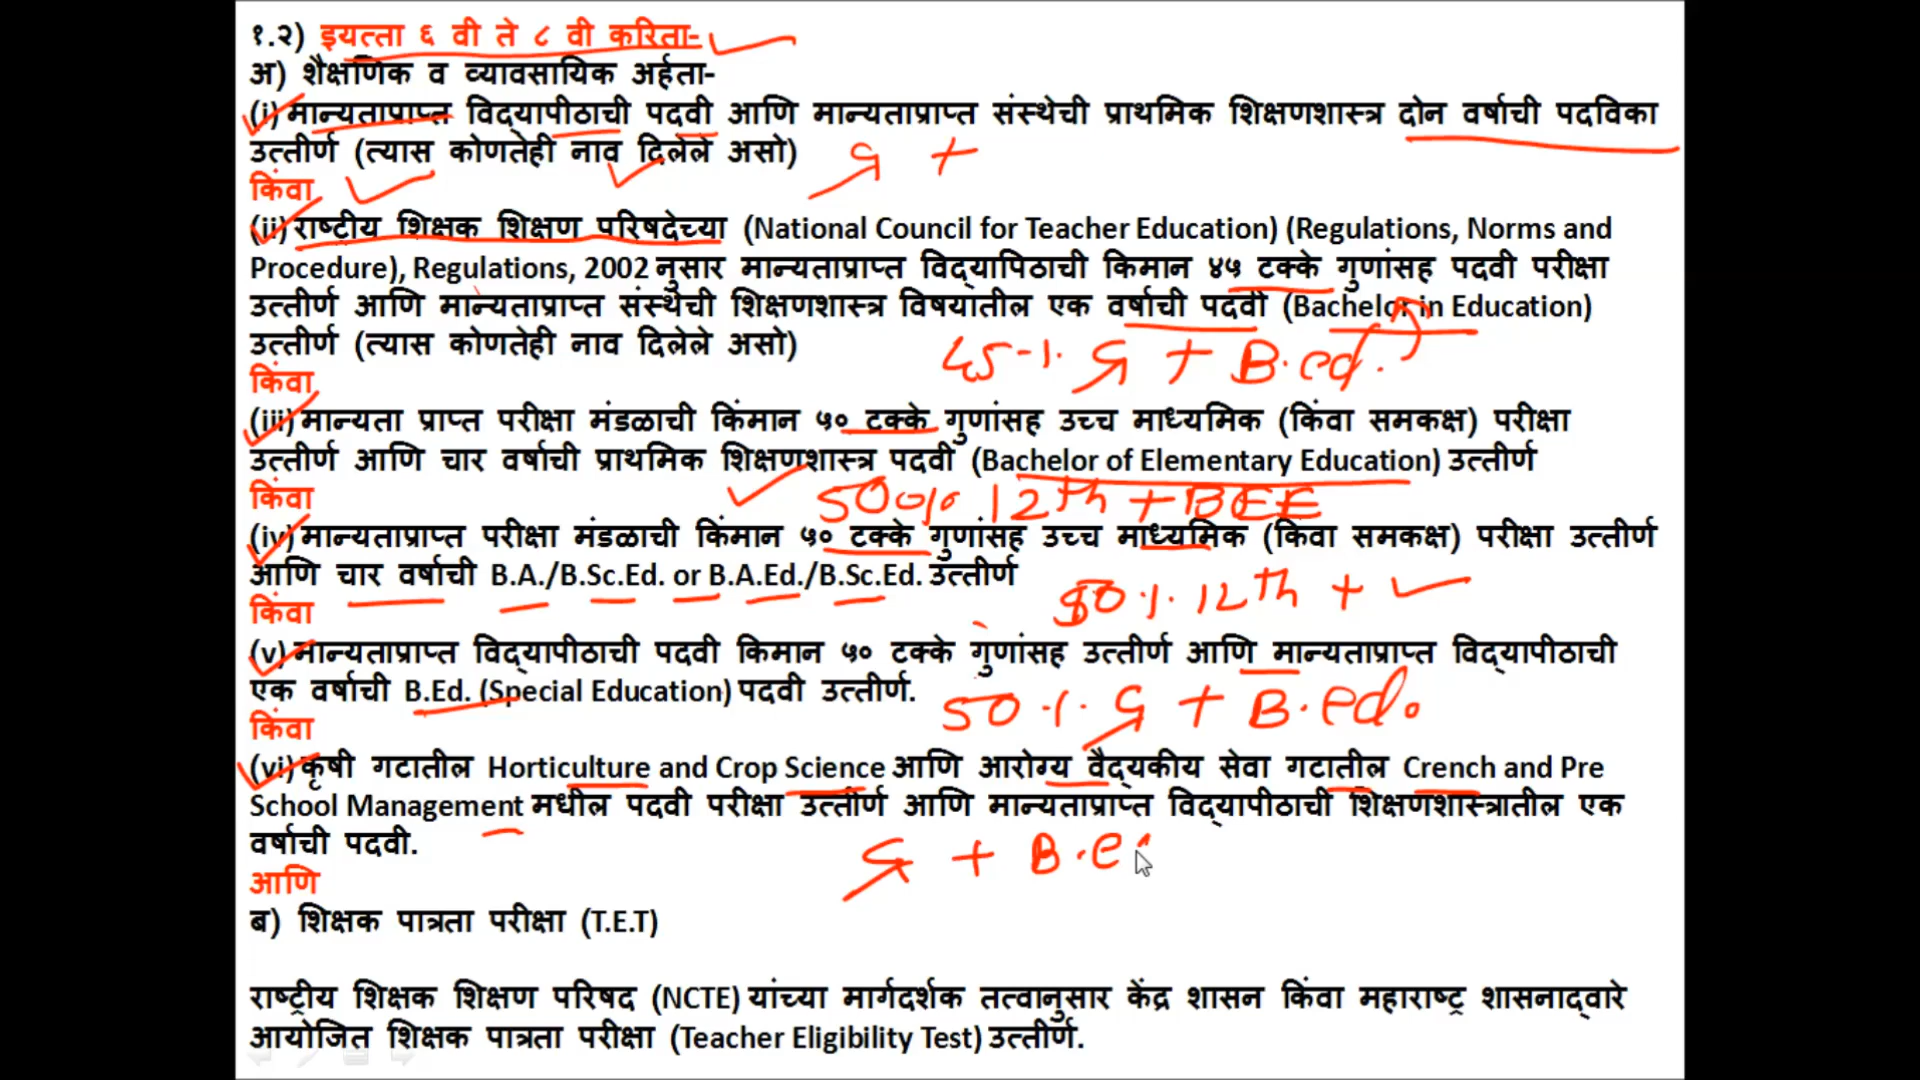 १.२) इयत्ता ६ वी ते ८ वी करिता-
अ) शैक्षणिक व व्यावसायिक अर्हता-
(i) मान्यताप्राप्त विद्यापीठाची पदवी आणि मान्यताप्राप्त संस्थेची प्राथमिक शिक्षणशास्त्र दोन वर्षाची पदविका
उत्तीर्ण (त्यास कोणतेही नाव दिलेले असो)
G +
किंवा
(ii) राष्ट्रीय शिक्षक शिक्षण परिषदेच्या (National Council for Teacher Education) (Regulations, Norms and
Procedure), Regulations, 2002 नुसार मान्यताप्राप्त विद्यापिठाची किमान ४५ टक्के गुणांसह पदवी परीक्षा
उत्तीर्ण आणि मान्यताप्राप्त संस्थेची शिक्षणशास्त्र विषयातील एक वर्षाची पदवी (Bachelor in Education)
उत्तीर्ण (त्यास कोणतेही नाव दिलेले असो)
45 % G + B.ed.
किंवा
(iii) मान्यता प्राप्त परीक्षा मंडळाची किंमान ५० टक्के गुणांसह उच्च माध्यमिक (किंवा समकक्ष) परीक्षा
उत्तीर्ण आणि चार वर्षाची प्राथमिक शिक्षणशास्त्र पदवी (Bachelor of Elementary Education) उत्तीर्ण
किंवा
50% 12th + BEE
(iv) मान्यताप्राप्त परीक्षा मंडळाची किंमान ५० टक्के गुणांसह उच्च माध्यमिक (किंवा समकक्ष) परीक्षा उत्तीर्ण
आणि चार वर्षाची B.A./B.Sc.Ed. or B.A.Ed./B.Sc.Ed. उत्तीर्ण
50% 12th +
किंवा
(v) मान्यताप्राप्त विद्यापीठाची पदवी किमान ५० टक्के गुणांसह उत्तीर्ण आणि मान्यताप्राप्त विद्यापीठाची
एक वर्षाची B.Ed. (Special Education) पदवी उत्तीर्ण.
50 % G + B.ed.
किंवा
(vi) कृषी गटातील Horticulture and Crop Science आणि आरोग्य वैद्यकीय सेवा गटातील Crench and Pre
School Management मधील पदवी परीक्षा उत्तीर्ण आणि मान्यताप्राप्त विद्यापीठाची शिक्षणशास्त्रातील एक
वर्षाची पदवी.
G + B.e
आणि
ब) शिक्षक पात्रता परीक्षा (T.E.T)
राष्ट्रीय शिक्षक शिक्षण परिषद (NCTE) यांच्या मार्गदर्शक तत्वानुसार केंद्र शासन किंवा महाराष्ट्र शासनाद्वारे
आयोजित शिक्षक पात्रता परीक्षा (Teacher Eligibility Test) उत्तीर्ण.